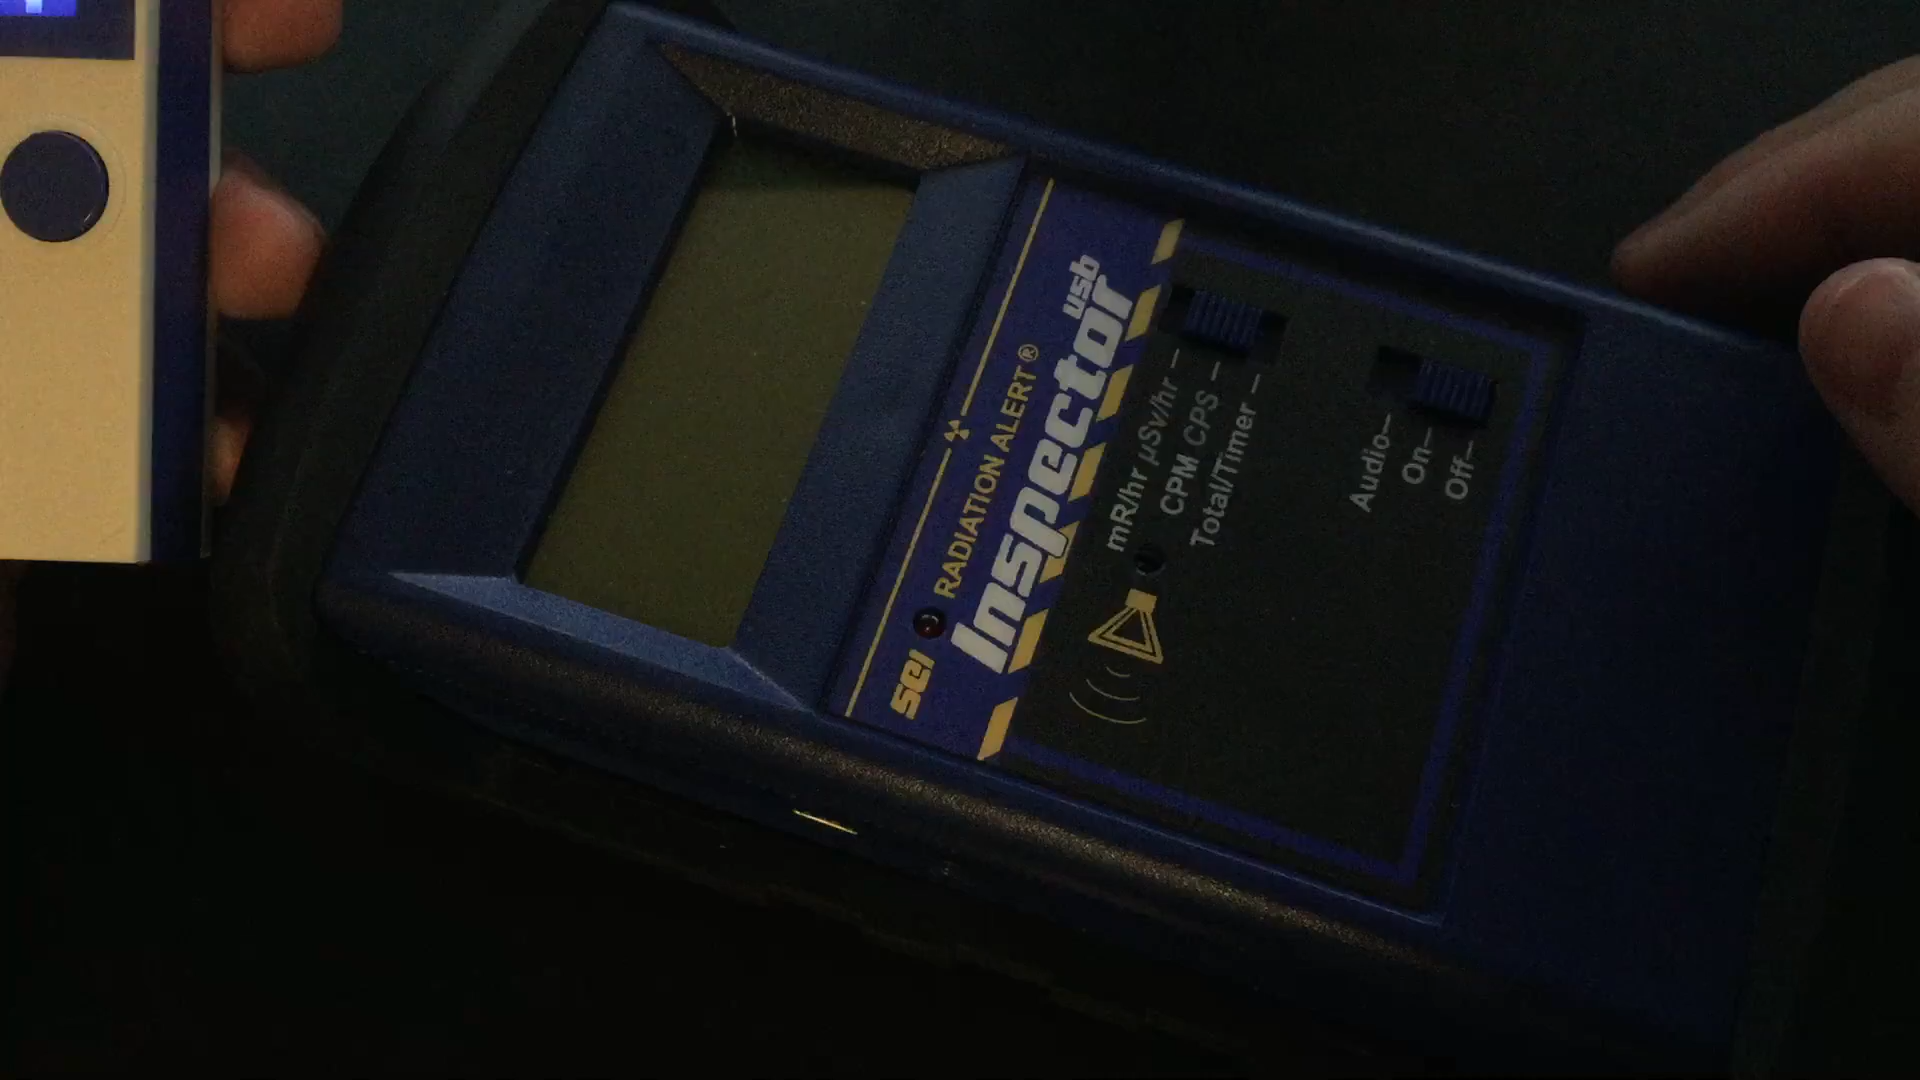 sei RADIATION ALERT®
Inspector usb
mR/hr µSv/hr
CPM CPS
Total/Timer
Audio
On
Off